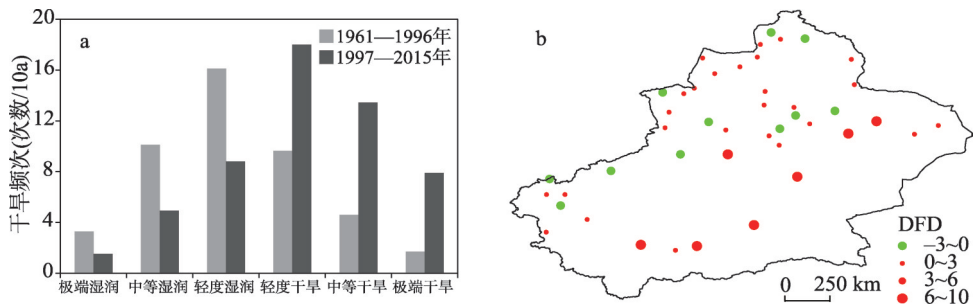 a
1961—1996年
1997—2015年
干旱频次(次数/10a)
20
16
12
8
4
0
极端湿润 中等湿润 轻度湿润 轻度干旱 中等干旱 极端干旱
b
DFD
−3~0
0~3
3~6
6~10
0 250 km